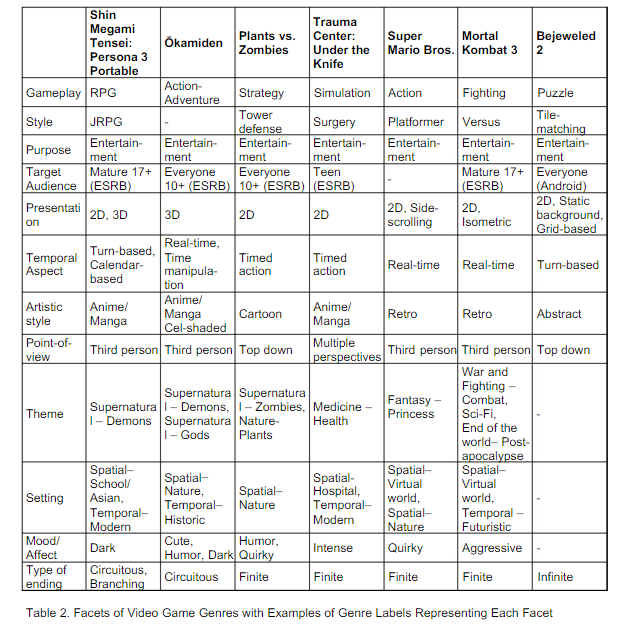 Shin Megami Tensei: Persona 3 Portable | Ōkamiden | Plants vs. Zombies | Trauma Center: Under the Knife | Super Mario Bros. | Mortal Kombat 3 | Bejeweled 2
Gameplay | RPG | Action-Adventure | Strategy | Simulation | Action | Fighting | Puzzle
Style | JRPG | - | Tower defense | Surgery | Platformer | Versus | Tile-matching
Purpose | Entertain-ment | Entertain-ment | Entertain-ment | Entertain-ment | Entertain-ment | Entertain-ment | Entertain-ment
Target Audience | Mature 17+ (ESRB) | Everyone 10+ (ESRB) | Everyone 10+ (ESRB) | Teen (ESRB) | - | Mature 17+ (ESRB) | Everyone (Android)
Presentation | 2D, 3D | 3D | 2D | 2D | 2D, Side-scrolling | 2D, Isometric | 2D, Static background, Grid-based
Temporal Aspect | Turn-based, Calendar-based | Real-time, Time manipula-tion | Timed action | Timed action | Real-time | Real-time | Turn-based
Artistic style | Anime/ Manga | Anime/ Manga Cel-shaded | Cartoon | Anime/ Manga | Retro | Retro | Abstract
Point-of-view | Third person | Third person | Top down | Multiple perspectives | Third person | Third person | Top down
Theme | Supernatural – Demons | Supernatural – Demons, Supernatural – Gods | Supernatural – Zombies, Nature-Plants | Medicine – Health | Fantasy – Princess | War and Fighting – Combat, Sci-Fi, End of the world– Post-apocalypse | -
Setting | Spatial– School/ Asian, Temporal– Modern | Spatial– Nature, Temporal– Historic | Spatial– Nature | Spatial-Hospital, Temporal– Modern | Spatial– Virtual world, Spatial– Nature | Spatial– Virtual world, Temporal – Futuristic | -
Mood/ Affect | Dark | Cute, Humor, Dark | Humor, Quirky | Intense | Quirky | Aggressive | -
Type of ending | Circuitous, Branching | Circuitous | Finite | Finite | Finite | Finite | Infinite
Table 2. Facets of Video Game Genres with Examples of Genre Labels Representing Each Facet